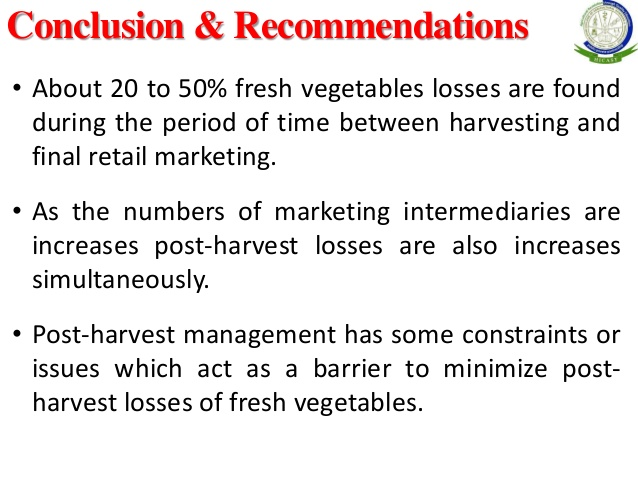 Conclusion & Recommendations
• About 20 to 50% fresh vegetables losses are found
during the period of time between harvesting and
final retail marketing.
• As the numbers of marketing intermediaries are
increases post-harvest losses are also increases
simultaneously.
• Post-harvest management has some constraints or
issues which act as a barrier to minimize post-
harvest losses of fresh vegetables.